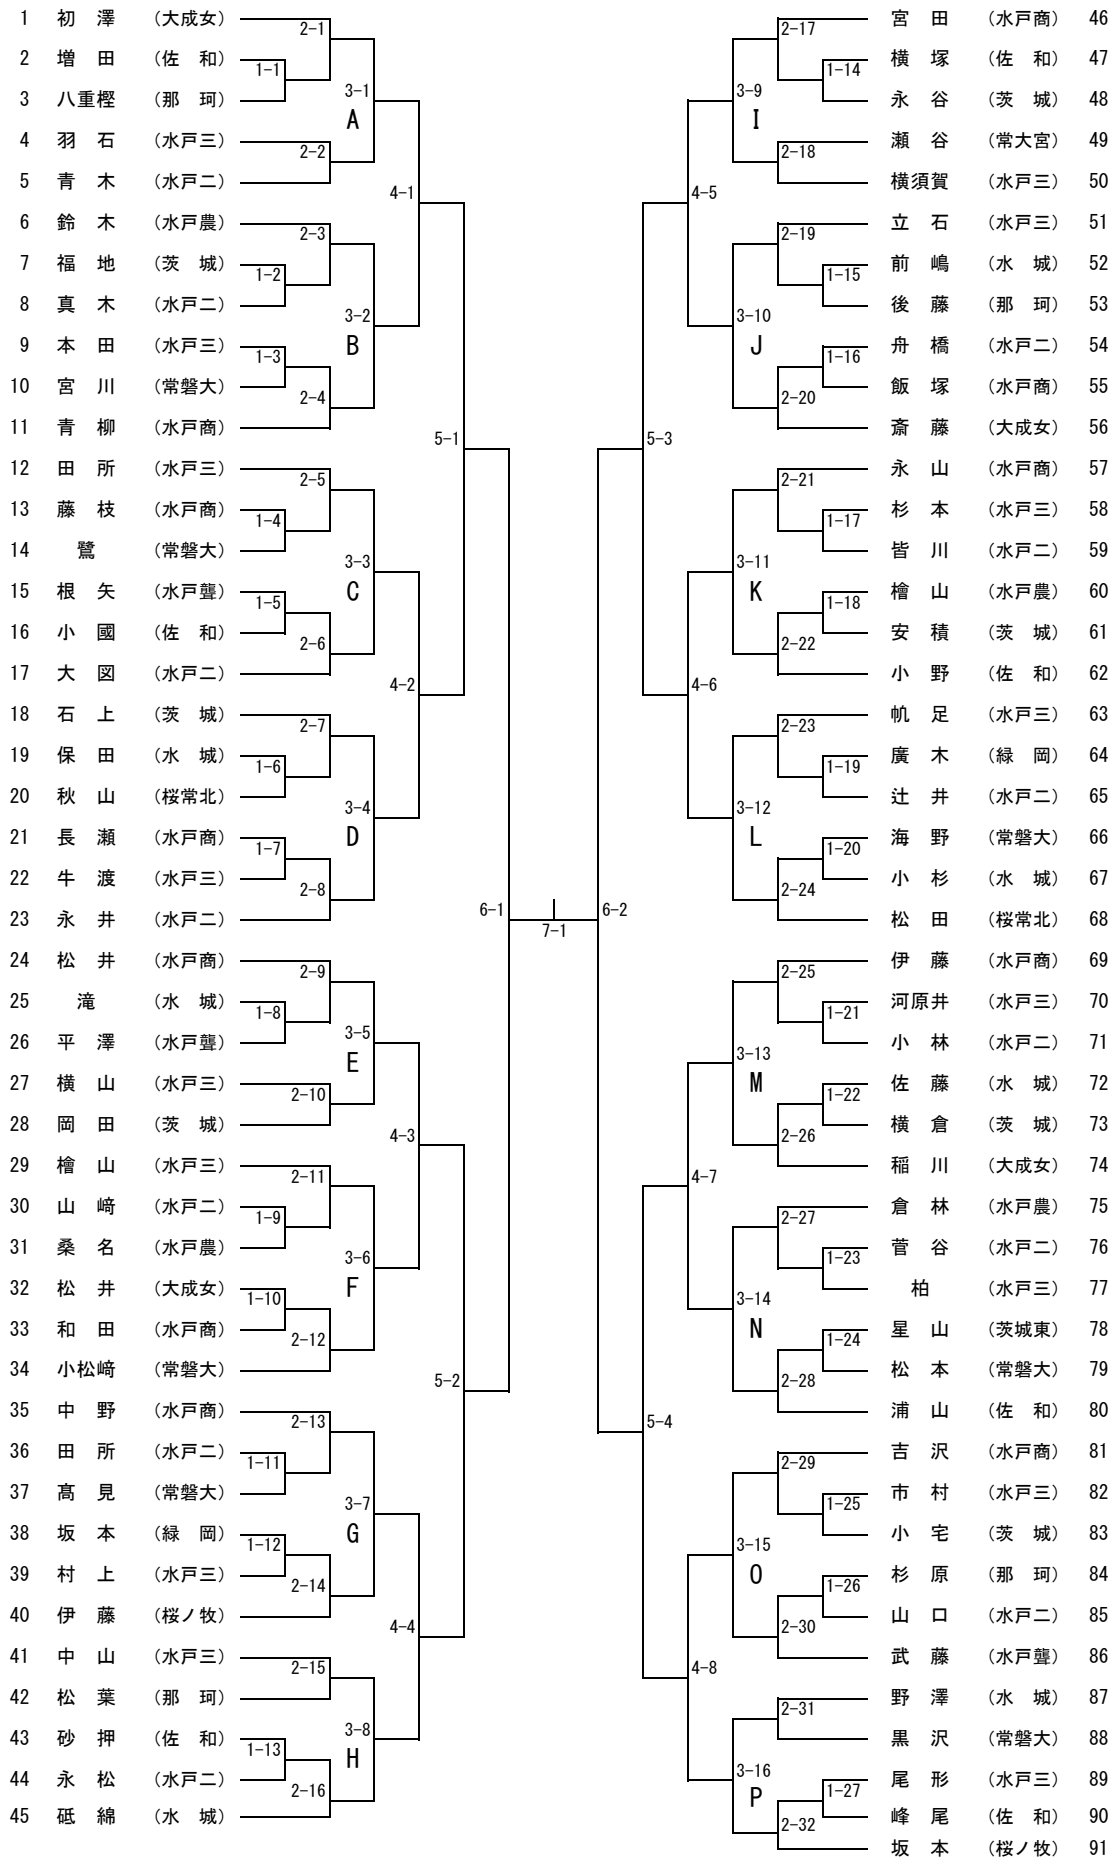 1 初 澤 (大成女) 2-1 2-17 宮 田 (水戸商) 46
2 増 田 (佐 和) 1-1 1-14 横 塚 (佐 和) 47
3 八重樫 (那 珂) 3-1 A 3-9 I 永 谷 (茨 城) 48
4 羽 石 (水戸三) 2-2 2-18 瀬 谷 (常大宮) 49
5 青 木 (水戸二) 4-1 4-5 横須賀 (水戸三) 50
6 鈴 木 (水戸農) 2-3 2-19 立 石 (水戸三) 51
7 福 地 (茨 城) 1-2 1-15 前 嶋 (水 城) 52
8 真 木 (水戸二) 3-2 3-10 後 藤 (那 珂) 53
9 本 田 (水戸三) 1-3 B J 1-16 舟 橋 (水戸二) 54
10 宮 川 (常磐大) 2-4 2-20 飯 塚 (水戸商) 55
11 青 柳 (水戸商) 5-1 5-3 斎 藤 (大成女) 56
12 田 所 (水戸三) 2-5 2-21 永 山 (水戸商) 57
13 藤 枝 (水戸商) 1-4 1-17 杉 本 (水戸三) 58
14 鷺 (常磐大) 3-3 3-11 皆 川 (水戸二) 59
15 根 矢 (水戸聾) 1-5 C K 1-18 檜 山 (水戸農) 60
16 小 國 (佐 和) 2-6 2-22 安 積 (茨 城) 61
17 大 図 (水戸二) 4-2 4-6 小 野 (佐 和) 62
18 石 上 (茨 城) 2-7 2-23 帆 足 (水戸三) 63
19 保 田 (水 城) 1-6 1-19 廣 木 (緑 岡) 64
20 秋 山 (桜常北) 3-4 3-12 辻 井 (水戸二) 65
21 長 瀬 (水戸商) 1-7 D L 1-20 海 野 (常磐大) 66
22 牛 渡 (水戸三) 2-8 2-24 小 杉 (水 城) 67
23 永 井 (水戸二) 6-1 7-1 6-2 松 田 (桜常北) 68
24 松 井 (水戸商) 2-9 2-25 伊 藤 (水戸商) 69
25 滝 (水 城) 1-8 1-21 河原井 (水戸三) 70
26 平 澤 (水戸聾) 3-5 E 3-13 小 林 (水戸二) 71
27 横 山 (水戸三) 2-10 M 1-22 佐 藤 (水 城) 72
28 岡 田 (茨 城) 4-3 2-26 横 倉 (茨 城) 73
29 檜 山 (水戸三) 2-11 4-7 稲 川 (大成女) 74
30 山 﨑 (水戸二) 1-9 2-27 倉 林 (水戸農) 75
31 桑 名 (水戸農) 3-6 1-23 菅 谷 (水戸二) 76
32 松 井 (大成女) 1-10 F 3-14 柏 (水戸三) 77
33 和 田 (水戸商) 2-12 N 1-24 星 山 (茨城東) 78
34 小松﨑 (常磐大) 5-2 2-28 松 本 (常磐大) 79
35 中 野 (水戸商) 2-13 5-4 浦 山 (佐 和) 80
36 田 所 (水戸二) 1-11 2-29 吉 沢 (水戸商) 81
37 髙 見 (常磐大) 3-7 1-25 市 村 (水戸三) 82
38 坂 本 (緑 岡) 1-12 G 3-15 小 宅 (茨 城) 83
39 村 上 (水戸三) 2-14 O 1-26 杉 原 (那 珂) 84
40 伊 藤 (桜ノ牧) 4-4 2-30 山 口 (水戸二) 85
41 中 山 (水戸三) 2-15 4-8 武 藤 (水戸聾) 86
42 松 葉 (那 珂) 2-31 野 澤 (水 城) 87
43 砂 押 (佐 和) 1-13 3-8 H 黒 沢 (常磐大) 88
44 永 松 (水戸二) 2-16 3-16 P 1-27 尾 形 (水戸三) 89
45 砥 綿 (水 城) 2-32 峰 尾 (佐 和) 90
坂 本 (桜ノ牧) 91